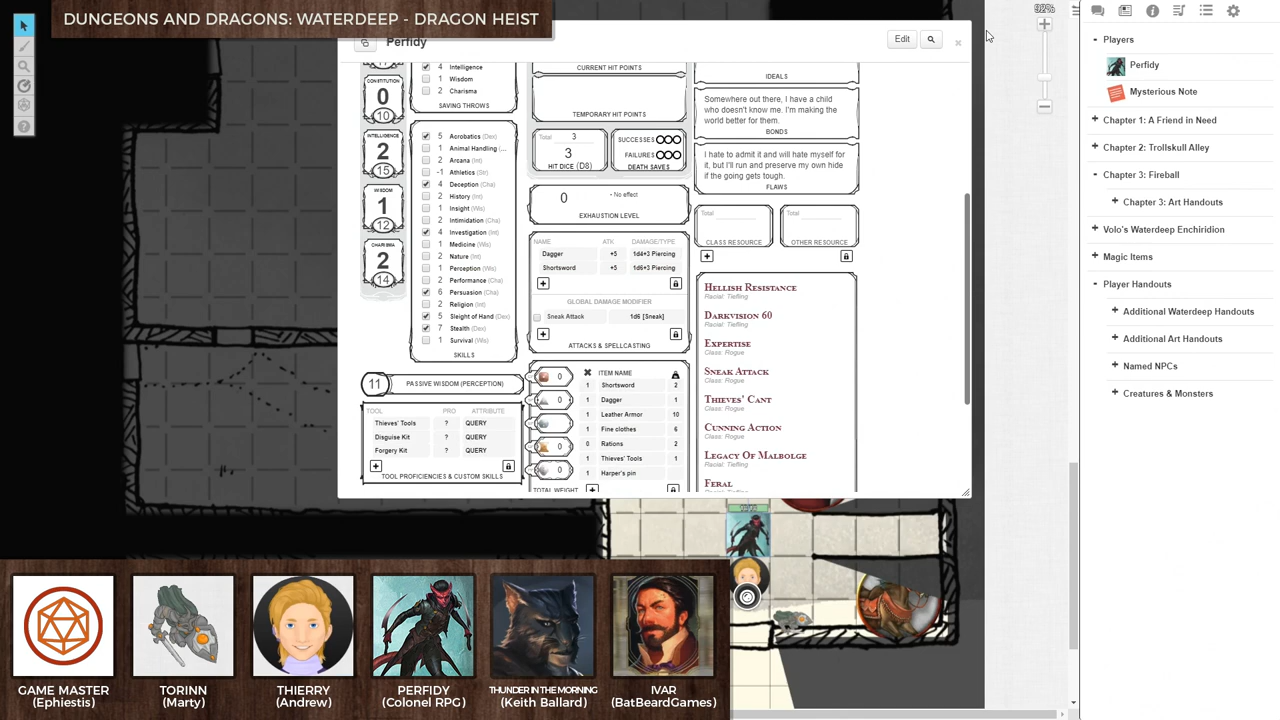 DUNGEONS AND DRAGONS: WATERDEEP - DRAGON HEIST
Perfidy
Edit
92%
4 Intelligence
1 Wisdom
2 Charisma
SAVING THROWS
CONSTITUTION
0
10
INTELLIGENCE
2
15
WISDOM
1
12
CHARISMA
2
14
5 Acrobatics (Dex)
1 Animal Handling (...
2 Arcana (Int)
-1 Athletics (Str)
4 Deception (Cha)
2 History (Int)
1 Insight (Wis)
2 Intimidation (Cha)
4 Investigation (Int)
1 Medicine (Wis)
2 Nature (Int)
1 Perception (Wis)
2 Performance (Cha)
6 Persuasion (Cha)
2 Religion (Int)
5 Sleight of Hand (Dex)
7 Stealth (Dex)
1 Survival (Wis)
SKILLS
11 PASSIVE WISDOM (PERCEPTION)
TOOL PRO ATTRIBUTE
Thieves' Tools ? QUERY
Disguise Kit ? QUERY
Forgery Kit ? QUERY
TOOL PROFICIENCIES & CUSTOM SKILLS
CURRENT HIT POINTS
TEMPORARY HIT POINTS
Total 3
3
HIT DICE (D8)
SUCCESSES
FAILURES
DEATH SAVES
0 - No effect
EXHAUSTION LEVEL
NAME ATK DAMAGE/TYPE
Dagger +5 1d4+3 Piercing
Shortsword +5 1d6+3 Piercing
GLOBAL DAMAGE MODIFIER
Sneak Attack 1d6 [Sneak]
ATTACKS & SPELLCASTING
ITEM NAME
1 Shortsword 2
1 Dagger 1
1 Leather Armor 10
1 Fine clothes 6
0 Rations 2
1 Thieves' Tools 1
1 Harper's pin
0
0
0
0
TOTAL WEIGHT
IDEALS
Somewhere out there, I have a child
who doesn't know me. I'm making the
world better for them.
BONDS
I hate to admit it and will hate myself for
it, but I'll run and preserve my own hide
if the going gets tough.
FLAWS
Total
CLASS RESOURCE
Total
OTHER RESOURCE
HELLISH RESISTANCE
Racial: Tiefling
DARKVISION 60
Racial: Tiefling
EXPERTISE
Class: Rogue
SNEAK ATTACK
Class: Rogue
THIEVES' CANT
Class: Rogue
CUNNING ACTION
Class: Rogue
LEGACY OF MALBOLGE
Racial: Tiefling
FERAL
Players
Perfidy
Mysterious Note
Chapter 1: A Friend in Need
Chapter 2: Trollskull Alley
Chapter 3: Fireball
Chapter 3: Art Handouts
Volo's Waterdeep Enchiridion
Magic Items
Player Handouts
Additional Waterdeep Handouts
Additional Art Handouts
Named NPCs
Creatures & Monsters
GAME MASTER
(Ephiestis)
TORINN
(Marty)
THIERRY
(Andrew)
PERFIDY
(Colonel RPG)
THUNDER IN THE MORNING
(Keith Ballard)
IVAR
(BatBeardGames)